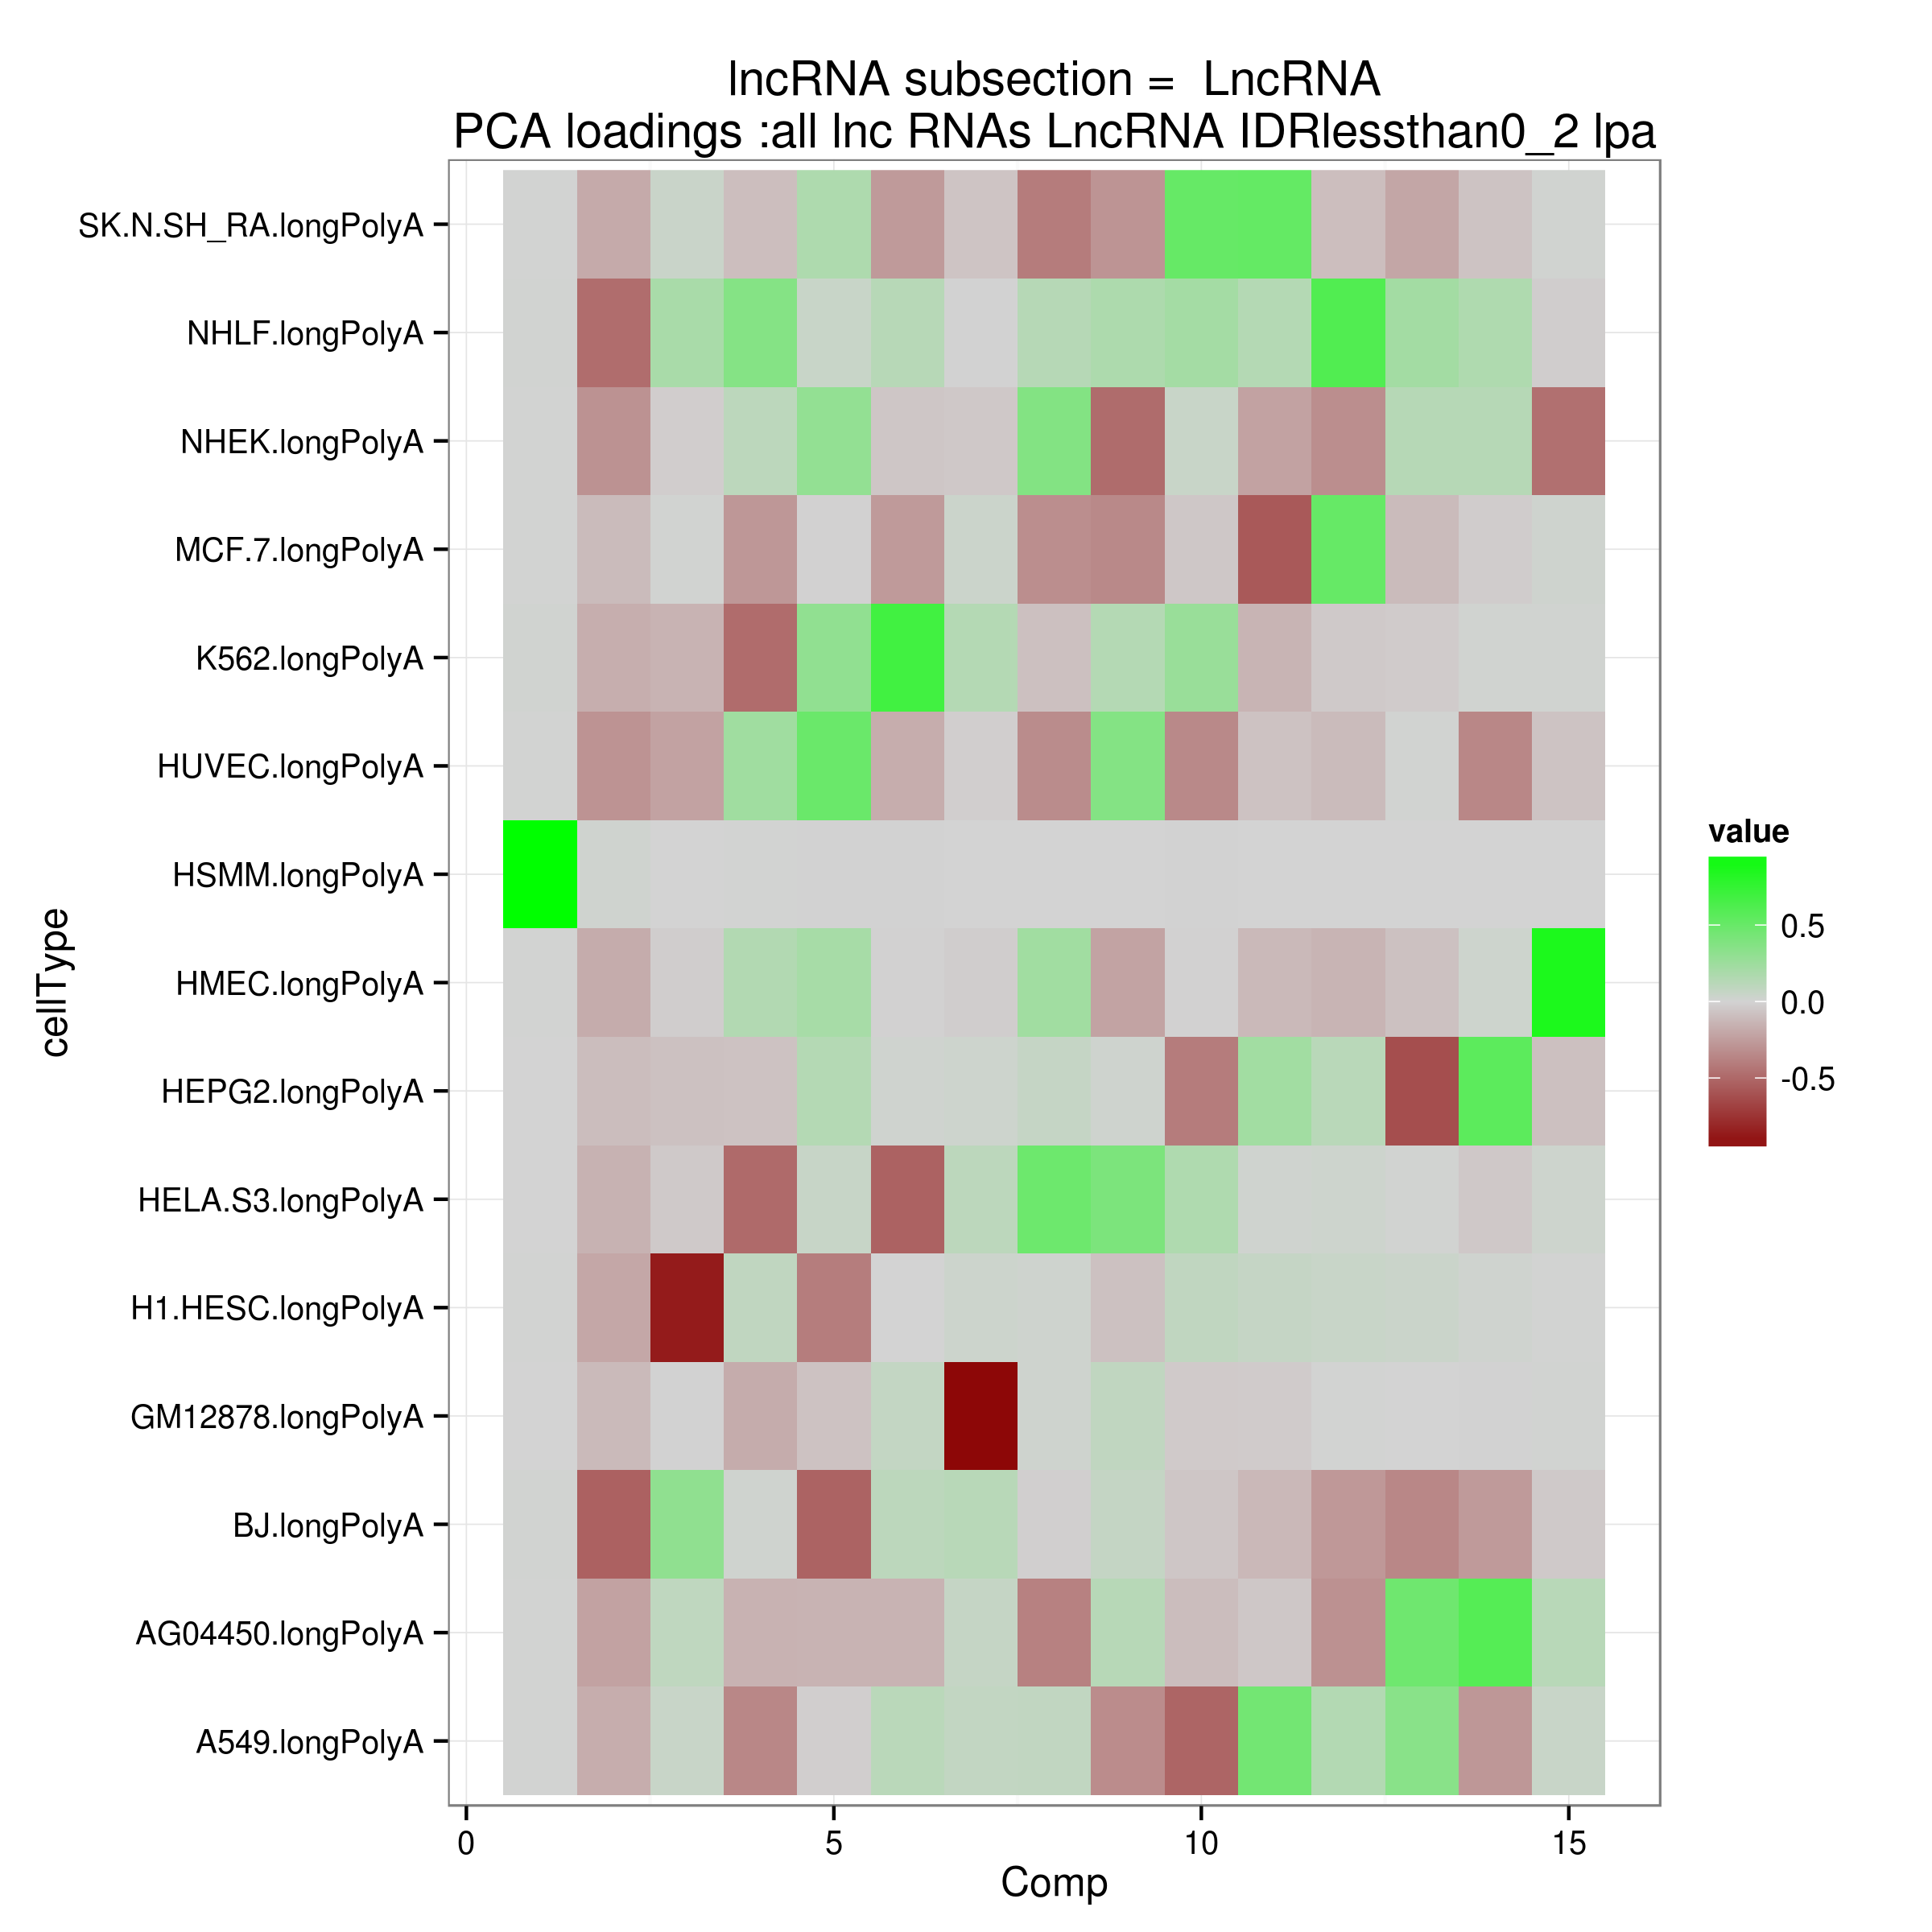 lncRNA subsection =  LncRNA
PCA loadings :all lnc RNAs LncRNA IDRlessthan0_2 lpa
SK.N.SH_RA.longPolyA
NHLF.longPolyA
NHEK.longPolyA
MCF.7.longPolyA
K562.longPolyA
HUVEC.longPolyA
HSMM.longPolyA
HMEC.longPolyA
HEPG2.longPolyA
HELA.S3.longPolyA
H1.HESC.longPolyA
GM12878.longPolyA
BJ.longPolyA
AG04450.longPolyA
A549.longPolyA
cellType
0 5 10 15
Comp
value
0.5
0.0
-0.5